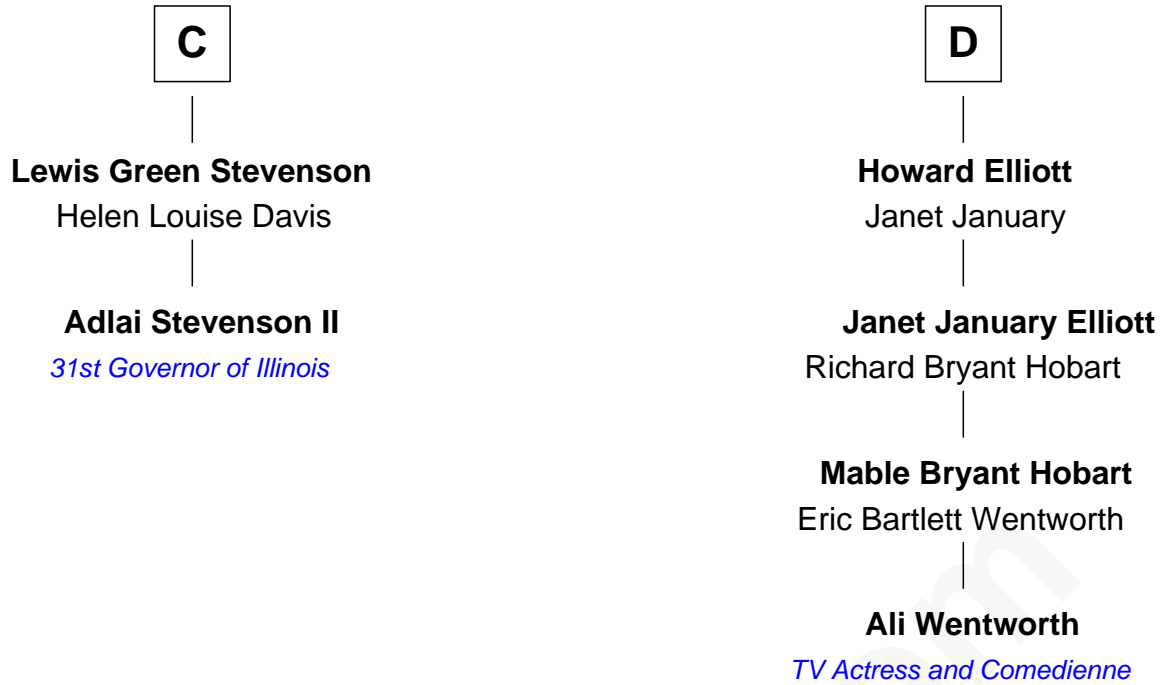 C
Lewis Green Stevenson
Helen Louise Davis
Adlai Stevenson II
31st Governor of Illinois
D
Howard Elliott
Janet January
Janet January Elliott
Richard Bryant Hobart
Mable Bryant Hobart
Eric Bartlett Wentworth
Ali Wentworth
TV Actress and Comedienne